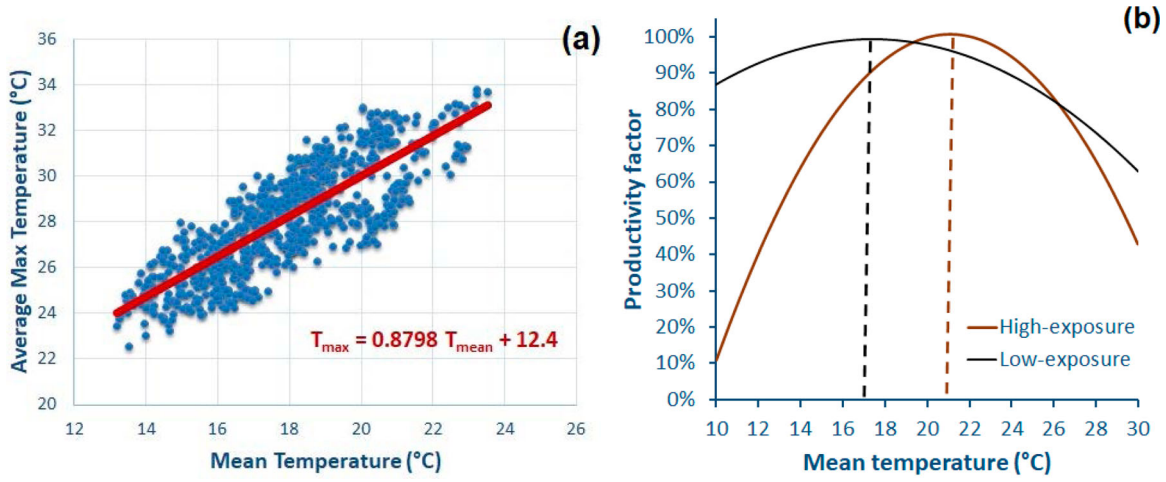 (a)
Average Max Temperature (°C)
36
34
32
30
28
26
24
22
20
T_max = 0.8798 T_mean + 12.4
12 14 16 18 20 22 24 26
Mean Temperature (°C)
(b)
Productivity factor
100%
90%
80%
70%
60%
50%
40%
30%
20%
10%
0%
High-exposure
Low-exposure
10 12 14 16 18 20 22 24 26 28 30
Mean temperature (°C)